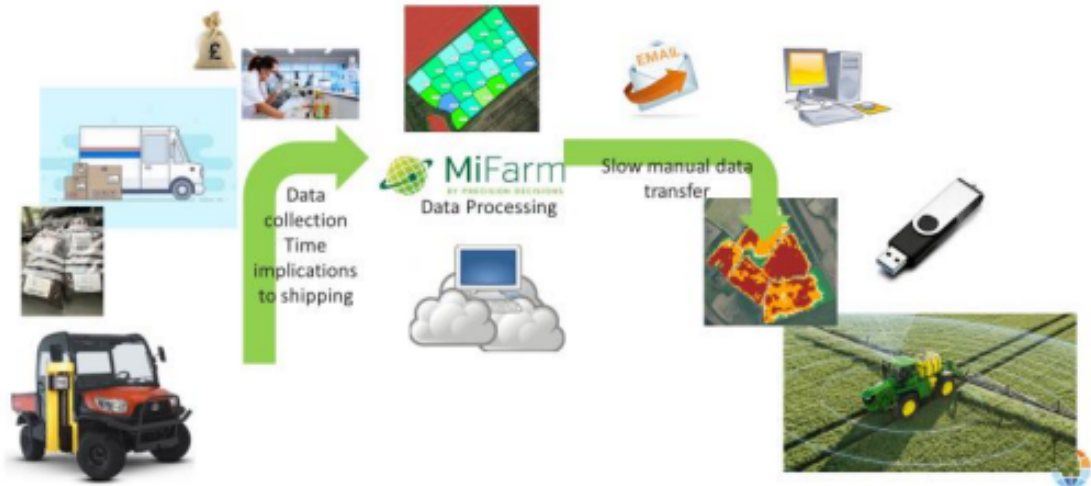 £
EMAIL
Data
collection
Time
implications
to shipping
MiFarm
BY PRECISION DECISIONS
Data Processing
Slow manual data
transfer